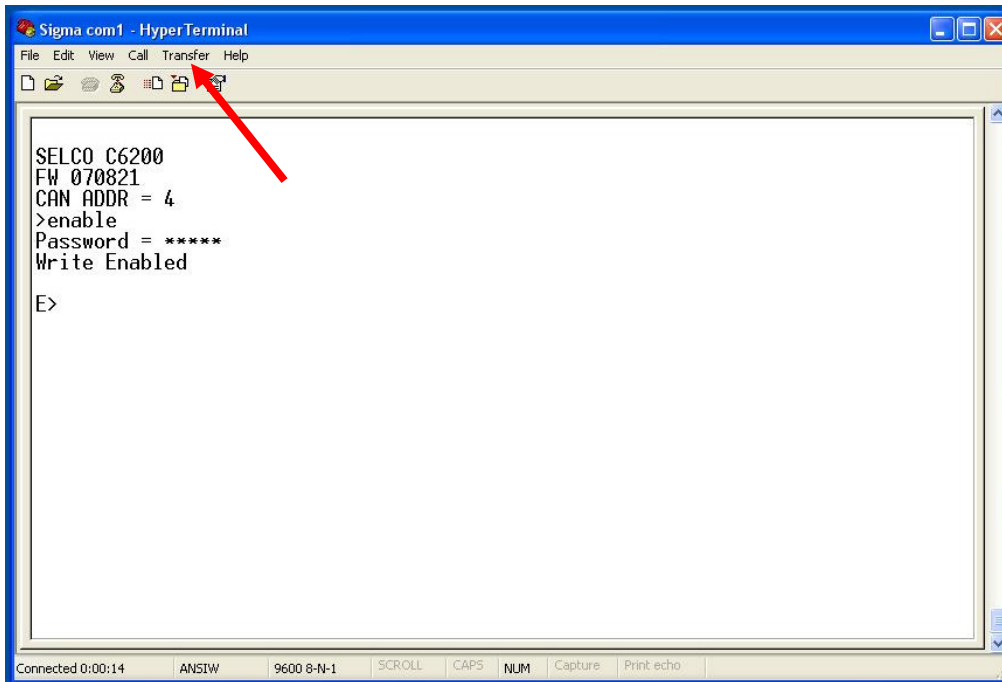 Sigma com1 - HyperTerminal
File Edit View Call Transfer Help
SELCO C6200
FW 070821
CAN ADDR = 4
>enable
Password = *****
Write Enabled
E>
Connected 0:00:14 ANSIW 9600 8-N-1 SCROLL CAPS NUM Capture Print echo